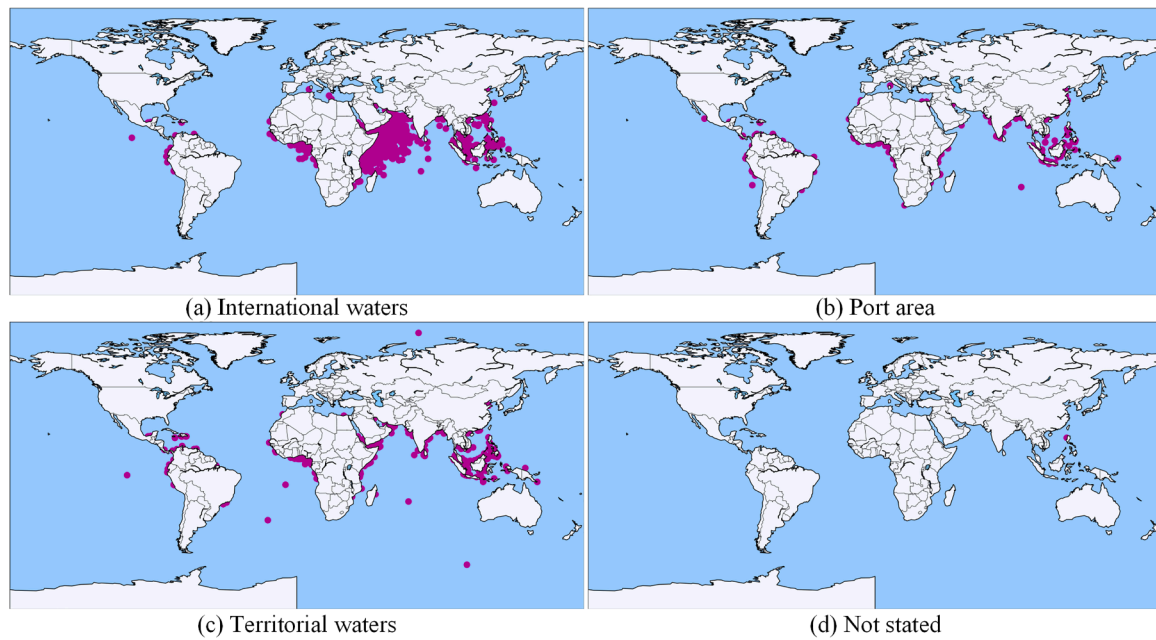 (a) International waters
(b) Port area
(c) Territorial waters
(d) Not stated